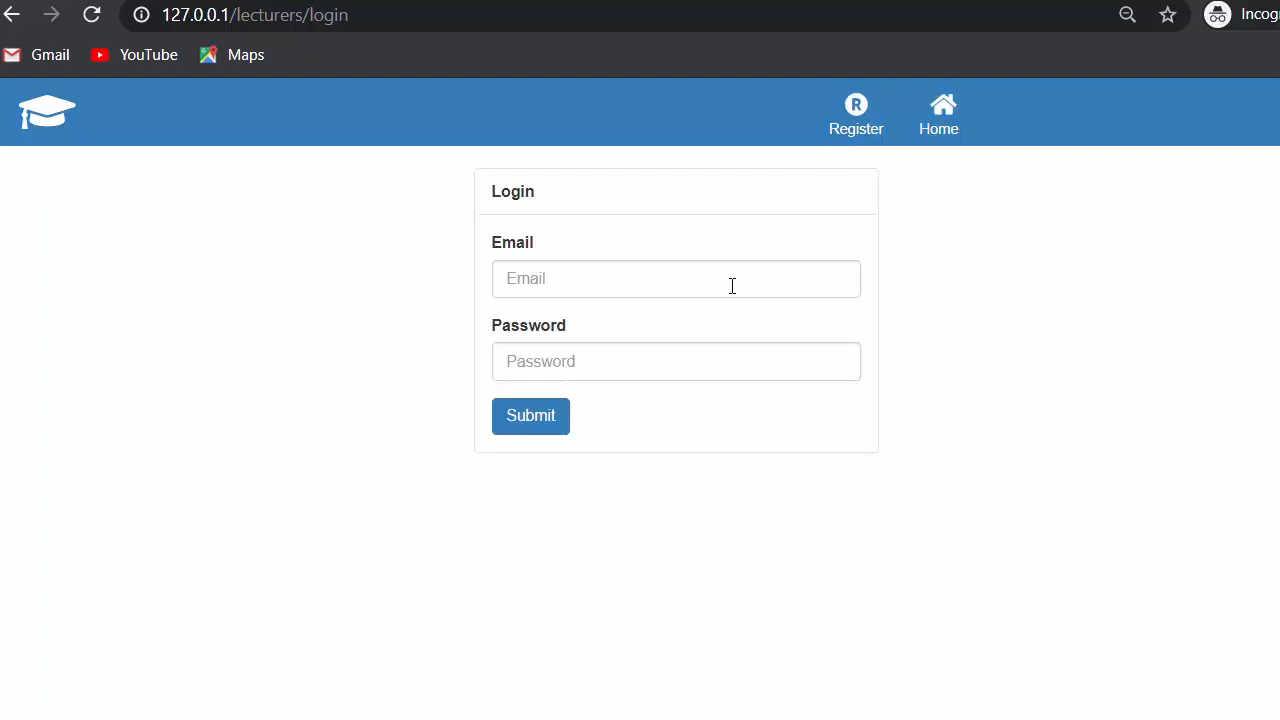 127.0.0.1/lecturers/login
Incog
Gmail YouTube Maps
R
Register Home
Login
Email
Email
Password
Password
Submit